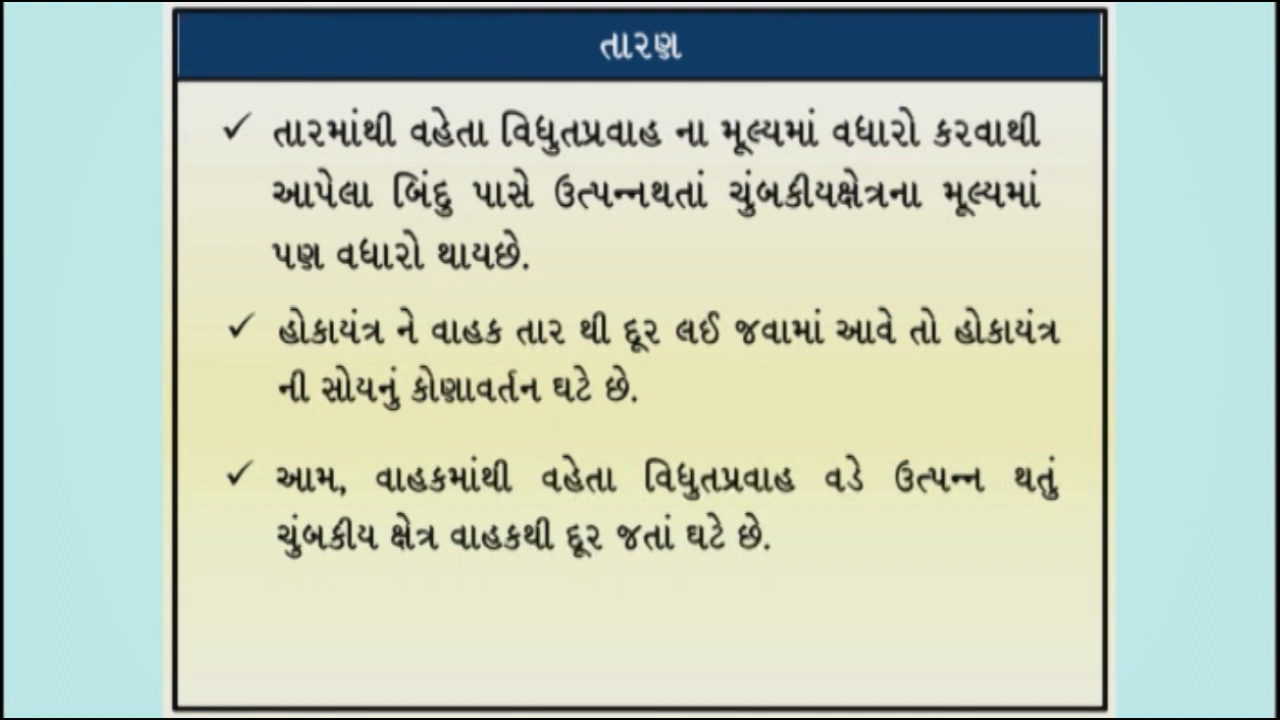 તારણ
✓ તારમાંથી વહેતા વિદ્યુતપ્રવાહ ના મૂલ્યમાં વધારો કરવાથી
આપેલા બિંદુ પાસે ઉત્પન્નથતાં ચુંબકીયક્ષેત્રના મૂલ્યમાં
પણ વધારો થાયછે.
✓ હોકાયંત્ર ને વાહક તાર થી દૂર લઈ જવામાં આવે તો હોકાયંત્ર
ની સોયનું કોણાવર્તન ઘટે છે.
✓ આમ, વાહકમાંથી વહેતા વિદ્યુતપ્રવાહ વડે ઉત્પન્ન થતું
ચુંબકીય ક્ષેત્ર વાહકથી દૂર જતાં ઘટે છે.